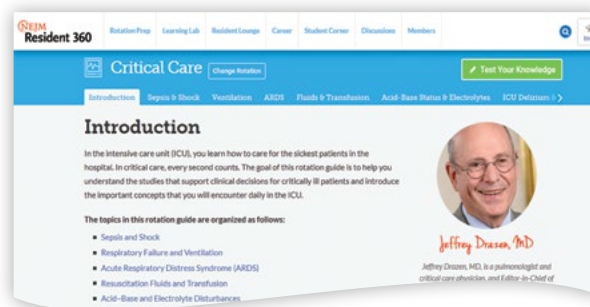 NEJM
Resident 360
Rotation Prep Learning Lab Resident Lounge Career Student Corner Discussions Members
Critical Care Change Rotation
Test Your Knowledge
Introduction Sepsis & Shock Ventilation ARDS Fluids & Transfusion Acid-Base Status & Electrolytes ICU Delirium &
Introduction
In the intensive care unit (ICU), you learn how to care for the sickest patients in the
hospital. In critical care, every second counts. The goal of this rotation guide is to help you
understand the studies that support clinical decisions for critically ill patients and introduce
the important concepts that you will encounter daily in the ICU.
The topics in this rotation guide are organized as follows:
Sepsis and Shock
Respiratory Failure and Ventilation
Acute Respiratory Distress Syndrome (ARDS)
Resuscitation Fluids and Transfusion
Acid–Base and Electrolyte Disturbances
Jeffrey Drazen, MD
Jeffrey Drazen, MD, is a pulmonologist and
critical care physician, and Editor-in-Chief of